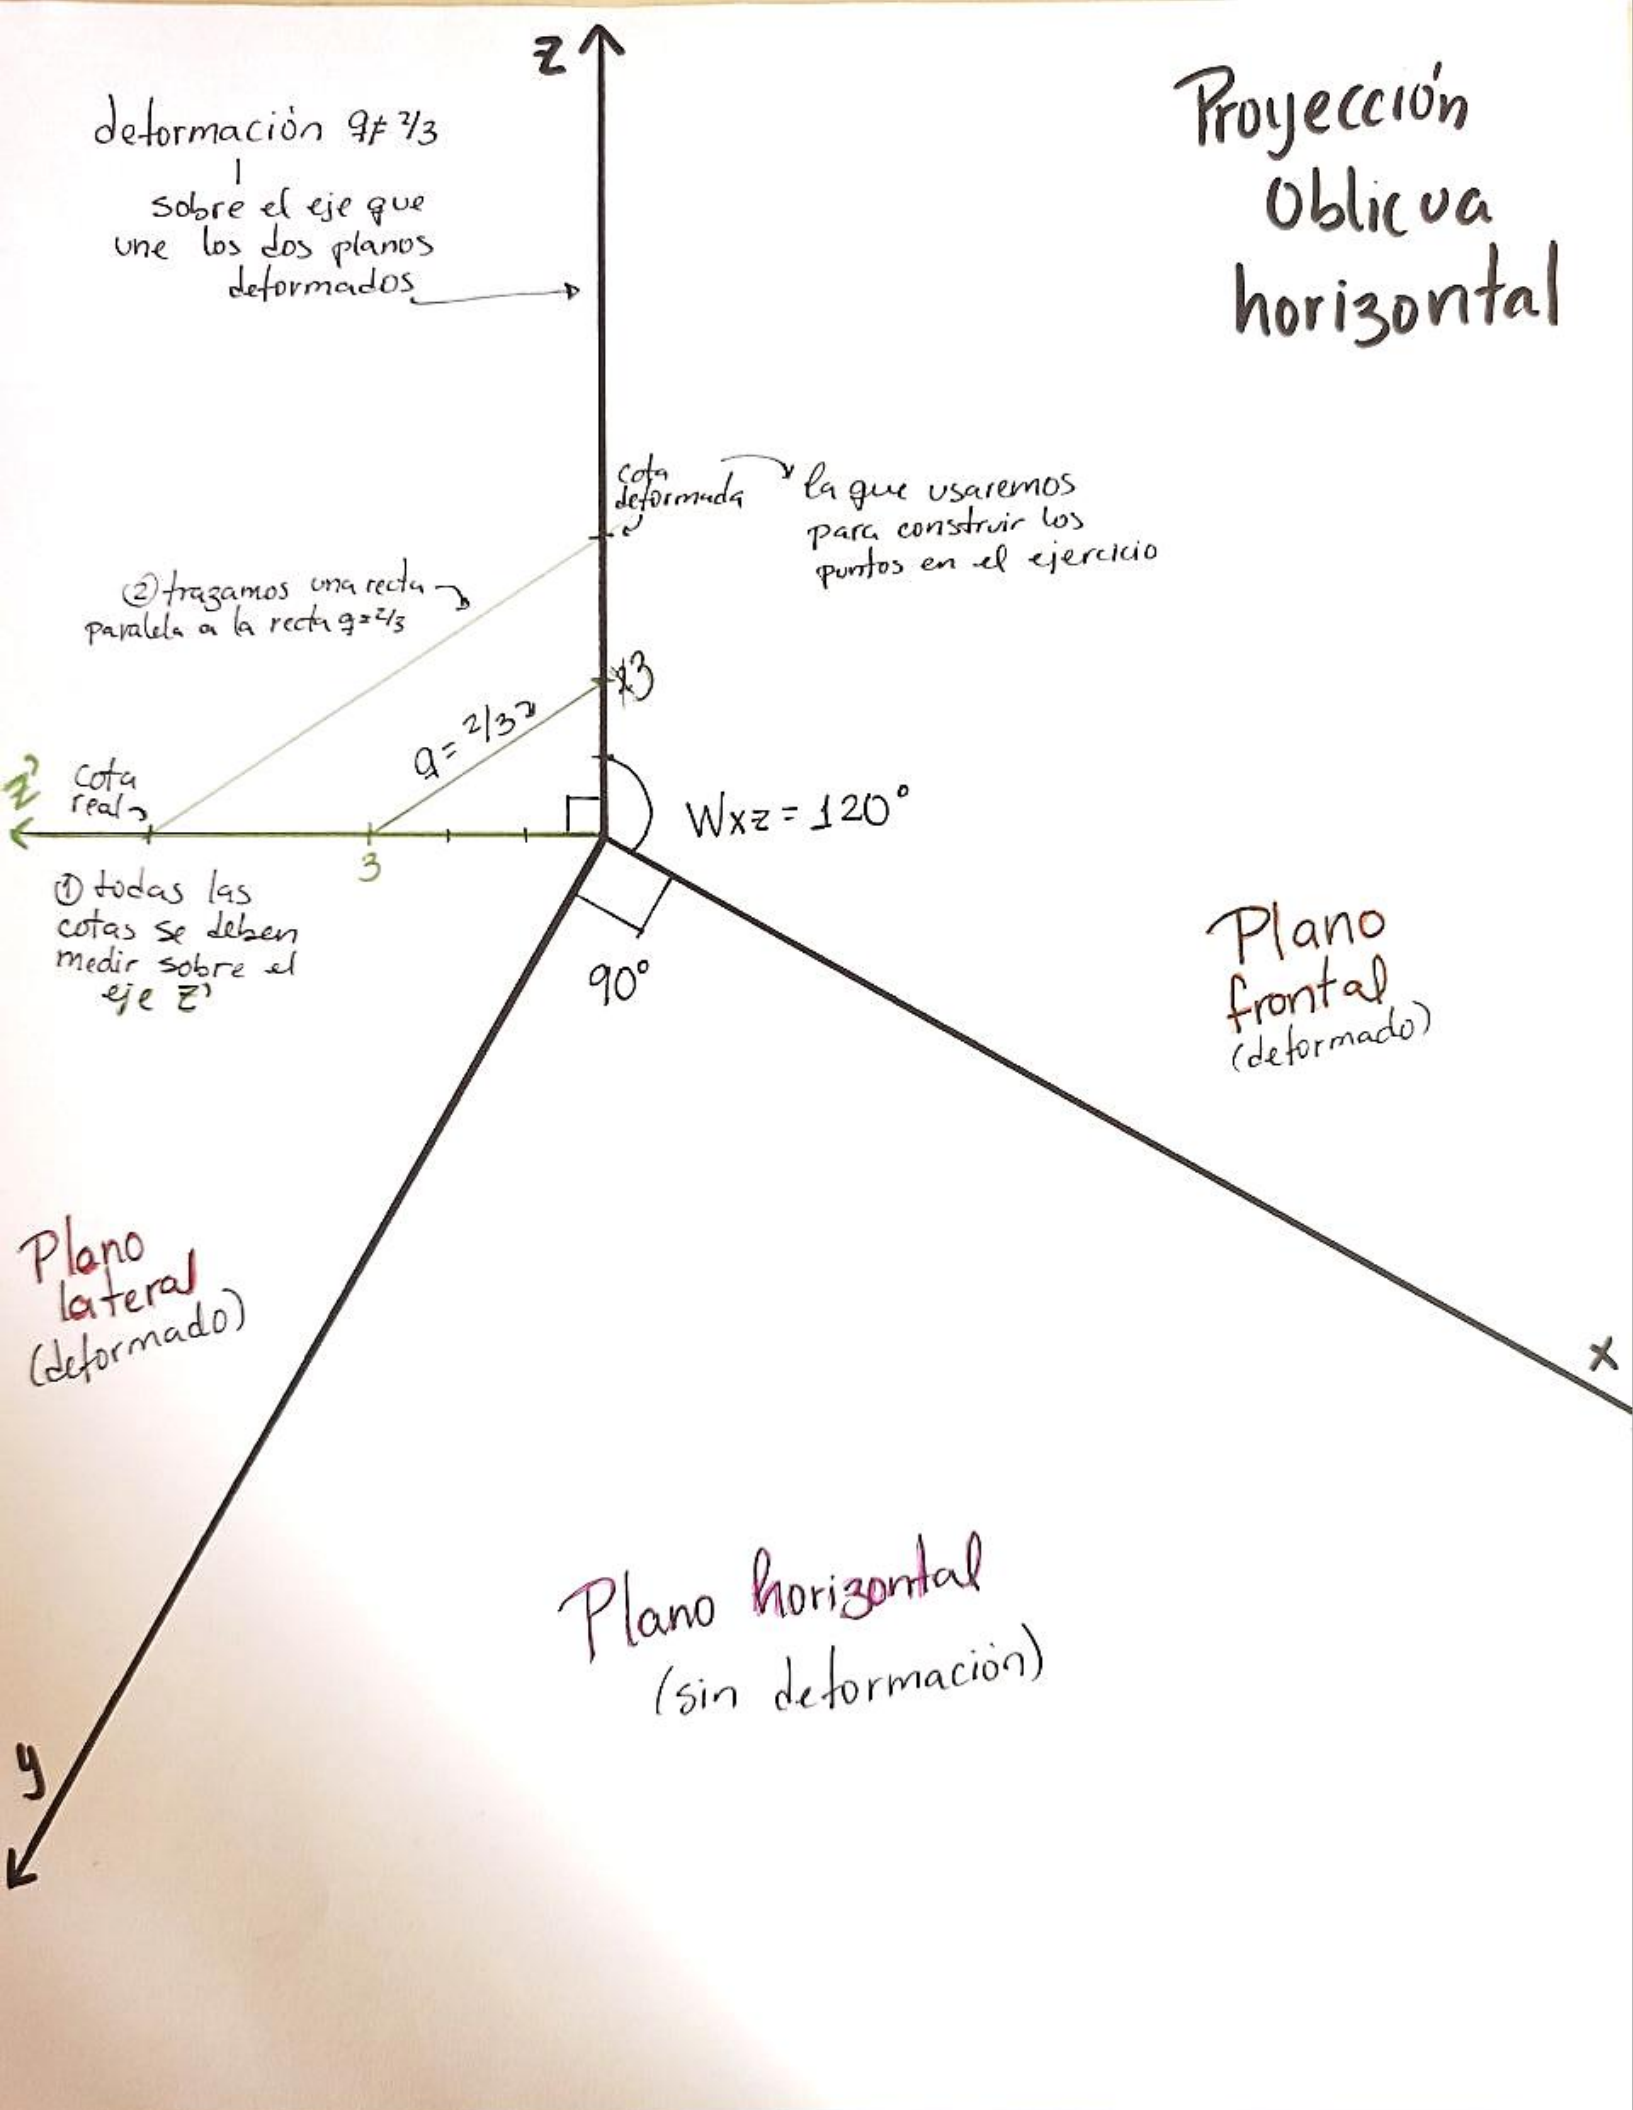 Z
Proyección
Oblicua
horizontal
deformación q≠2/3
sobre el eje que
une los dos planos
deformados
cota
deformada
la que usaremos
para construir los
puntos en el ejercicio
② trazamos una recta
paralela a la recta q=2/3
3
q=2/3
Z'
cota
real
Wxz = 120°
3
① todas las
cotas se deben
medir sobre el
eje Z'
90°
Plano
frontal
(deformado)
Plano
lateral
(deformado)
x
Plano horizontal
(sin deformación)
y